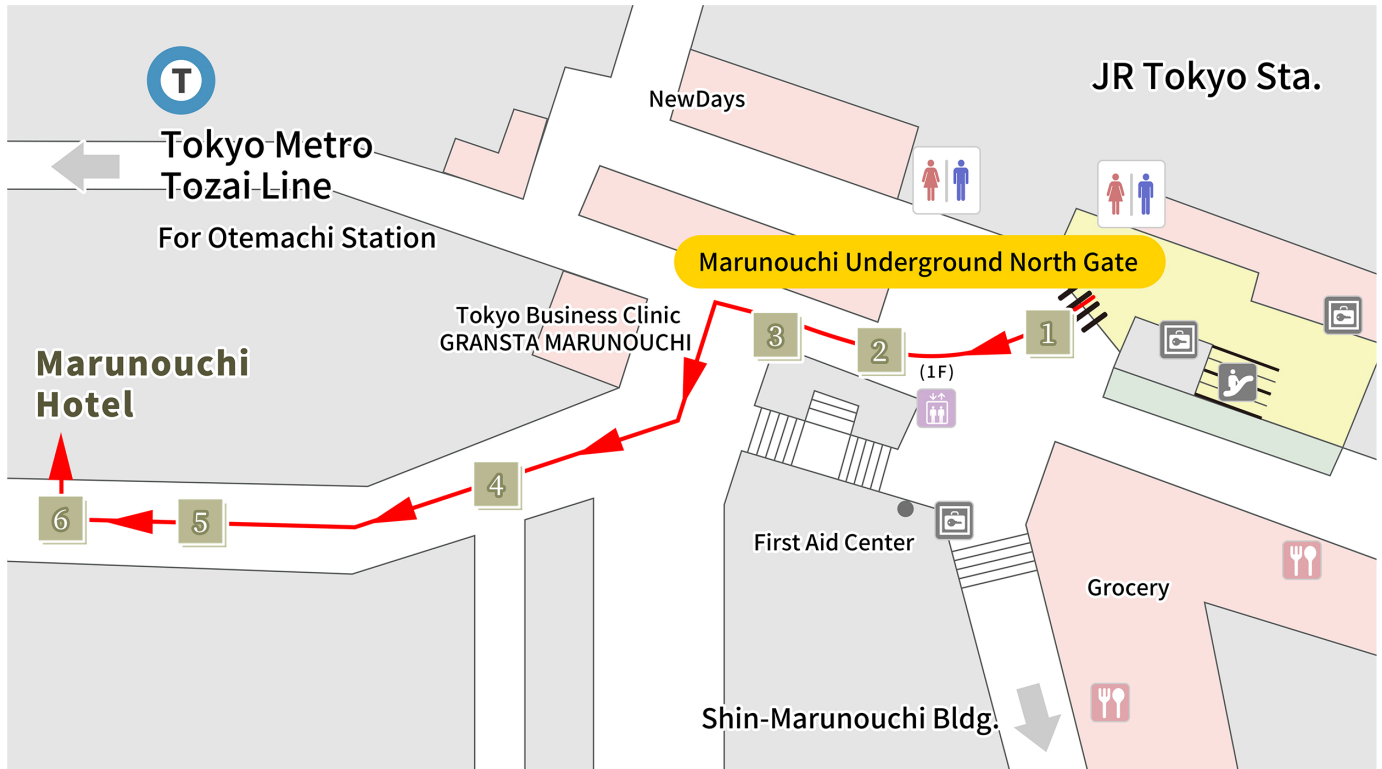 JR Tokyo Sta.
T
NewDays
Tokyo Metro
Tozai Line
For Otemachi Station
Marunouchi Underground North Gate
Tokyo Business Clinic
GRANSTA MARUNOUCHI
3
2
1
(1F)
Marunouchi
Hotel
4
6
5
First Aid Center
Grocery
Shin-Marunouchi Bldg.